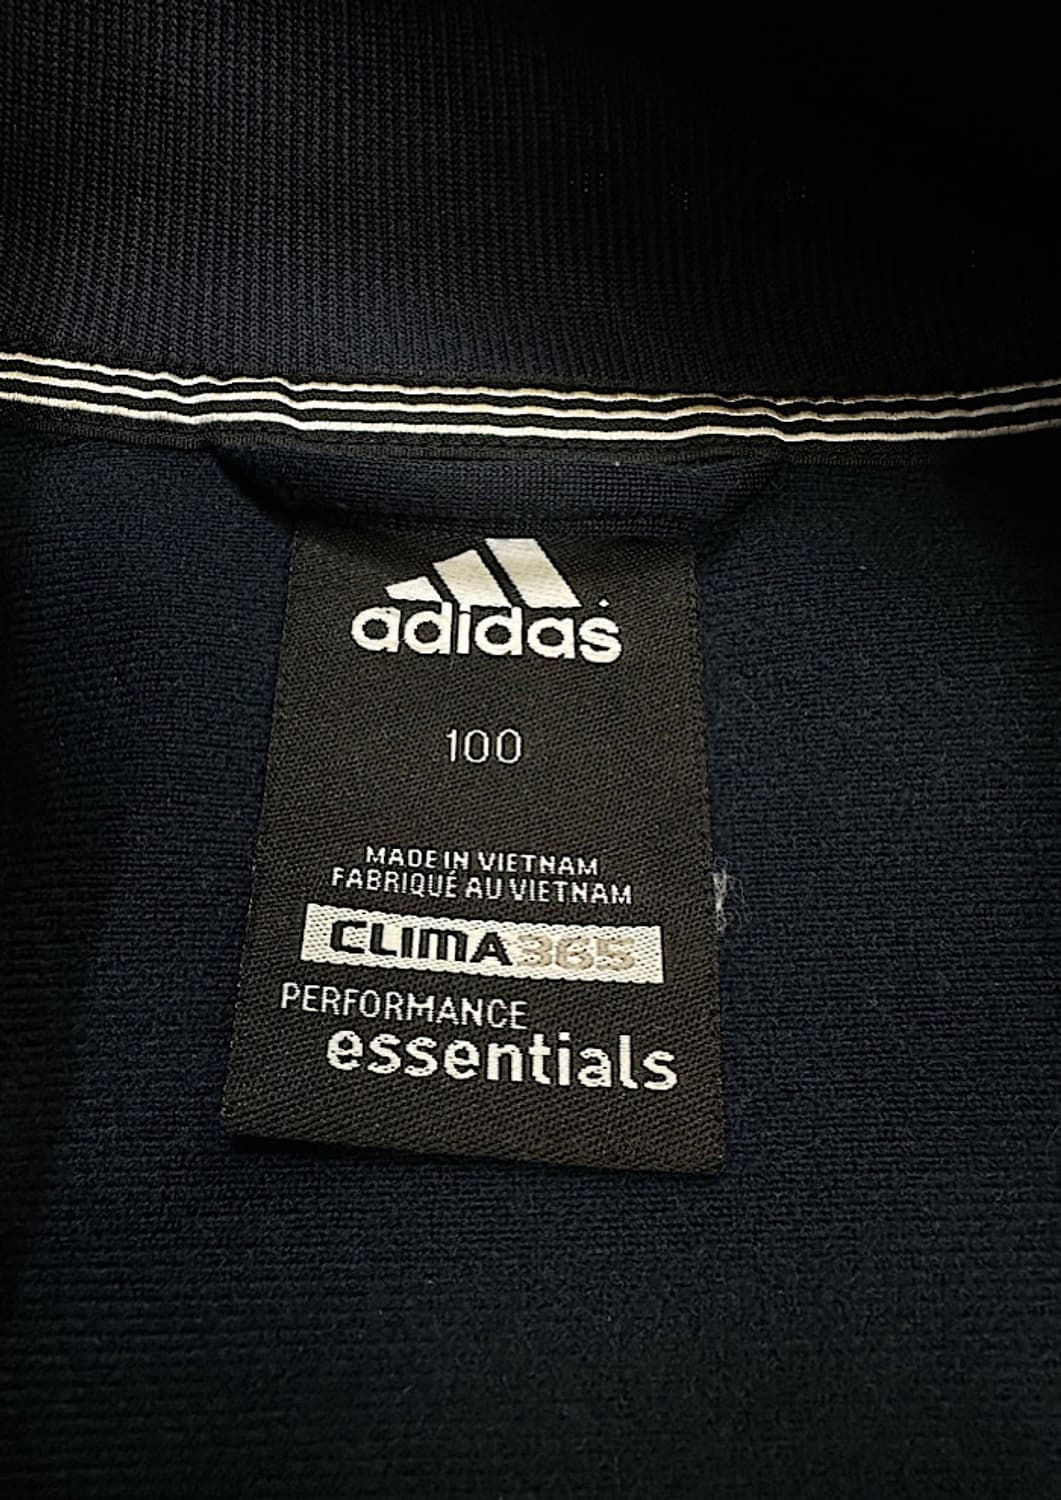 adidas
100
MADE IN VIETNAM
FABRIQUÉ AU VIETNAM
CLIMA365
PERFORMANCE
essentials